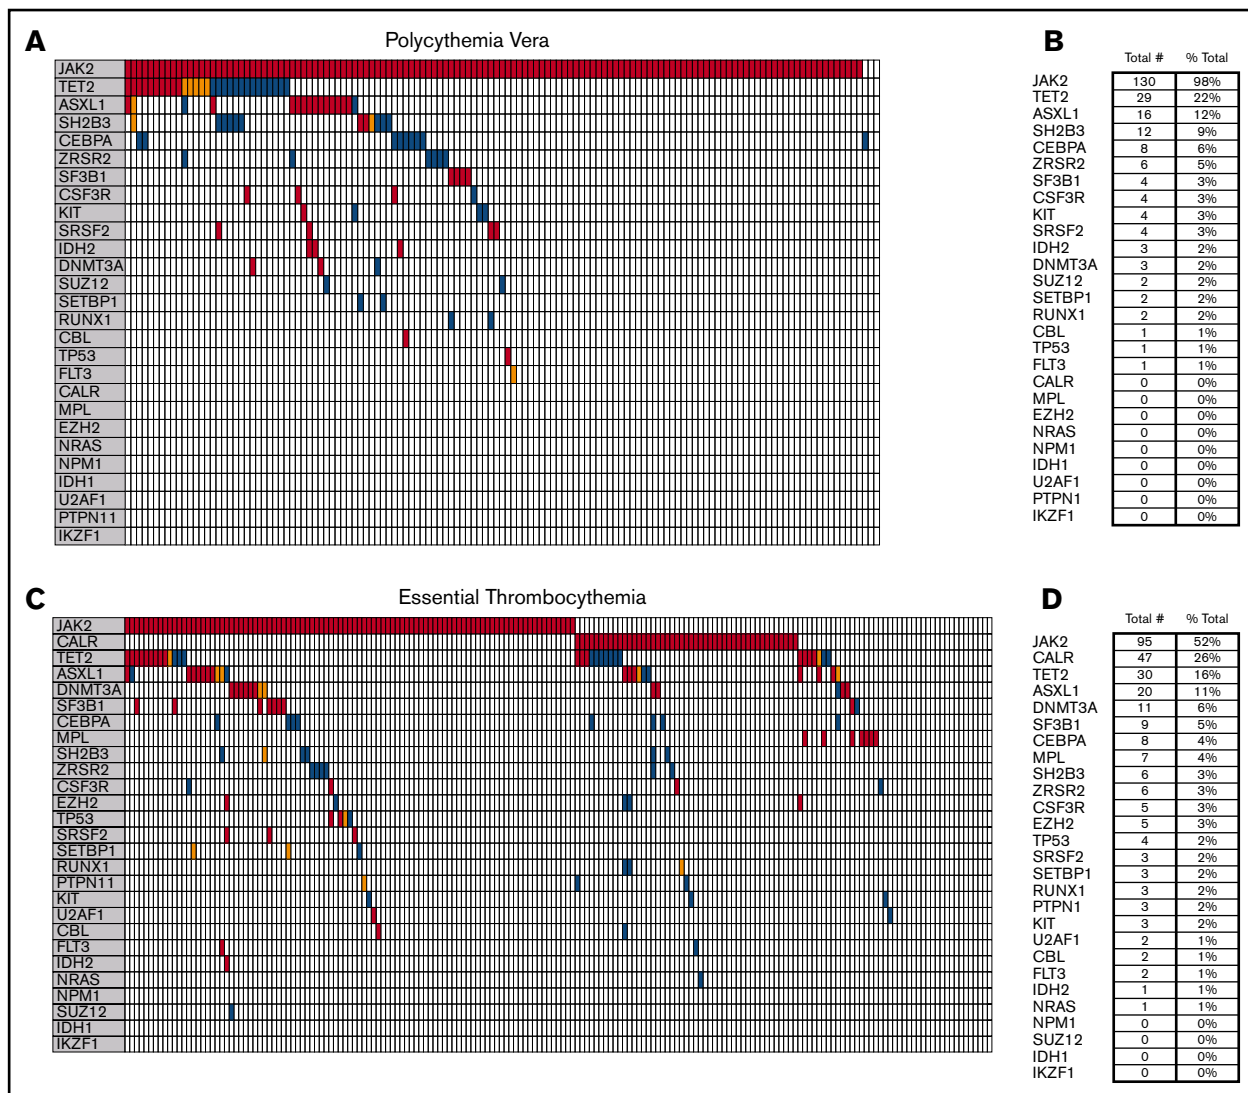 A
Polycythemia Vera
JAK2
TET2
ASXL1
SH2B3
CEBPA
ZRSR2
SF3B1
CSF3R
KIT
SRSF2
IDH2
DNMT3A
SUZ12
SETBP1
RUNX1
CBL
TP53
FLT3
CALR
MPL
EZH2
NRAS
NPM1
IDH1
U2AF1
PTPN11
IKZF1
B
Total # % Total
JAK2 130 98%
TET2 29 22%
ASXL1 16 12%
SH2B3 12 9%
CEBPA 8 6%
ZRSR2 6 5%
SF3B1 4 3%
CSF3R 4 3%
KIT 4 3%
SRSF2 4 3%
IDH2 3 2%
DNMT3A 3 2%
SUZ12 2 2%
SETBP1 2 2%
RUNX1 2 2%
CBL 1 1%
TP53 1 1%
FLT3 1 1%
CALR 0 0%
MPL 0 0%
EZH2 0 0%
NRAS 0 0%
NPM1 0 0%
IDH1 0 0%
U2AF1 0 0%
PTPN1 0 0%
IKZF1 0 0%
C
Essential Thrombocythemia
JAK2
CALR
TET2
ASXL1
DNMT3A
SF3B1
CEBPA
MPL
SH2B3
ZRSR2
CSF3R
EZH2
TP53
SRSF2
SETBP1
RUNX1
PTPN11
KIT
U2AF1
CBL
FLT3
IDH2
NRAS
NPM1
SUZ12
IDH1
IKZF1
D
Total # % Total
JAK2 95 52%
CALR 47 26%
TET2 30 16%
ASXL1 20 11%
DNMT3A 11 6%
SF3B1 9 5%
CEBPA 8 4%
MPL 7 4%
SH2B3 6 3%
ZRSR2 6 3%
CSF3R 5 3%
EZH2 5 3%
TP53 4 2%
SRSF2 3 2%
SETBP1 3 2%
RUNX1 3 2%
PTPN1 3 2%
KIT 3 2%
U2AF1 2 1%
CBL 2 1%
FLT3 2 1%
IDH2 1 1%
NRAS 1 1%
NPM1 0 0%
SUZ12 0 0%
IDH1 0 0%
IKZF1 0 0%